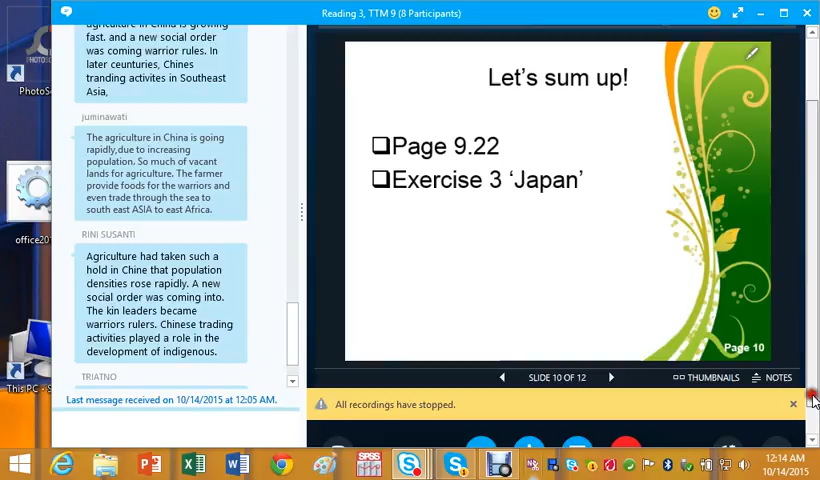 Reading 3, TTM 9 (8 Participants)
agriculture in China is growing
fast. and a new social order
was coming warrior rules. In
later ceunturies, Chines
tranding activites in Southeast
Asia,
juminawati
The agriculture in China is going
rapidly,due to increasing
population. So much of vacant
lands for agriculture. The farmer
provide foods for the warriors and
even trade through the sea to
south east ASIA to east Africa.
RINI SUSANTI
Agriculture had taken such a
hold in Chine that population
densities rose rapidly. A new
social order was coming into.
The kin leaders became
warriors rulers. Chinese trading
activities played a role in the
development of indigenous.
TRIATNO
Last message received on 10/14/2015 at 12:05 AM.
Let's sum up!
Page 9.22
Exercise 3 'Japan'
Page 10
SLIDE 10 OF 12
THUMBNAILS
NOTES
All recordings have stopped.
office20
This PC - S
SPSS
12:14 AM
10/14/2015